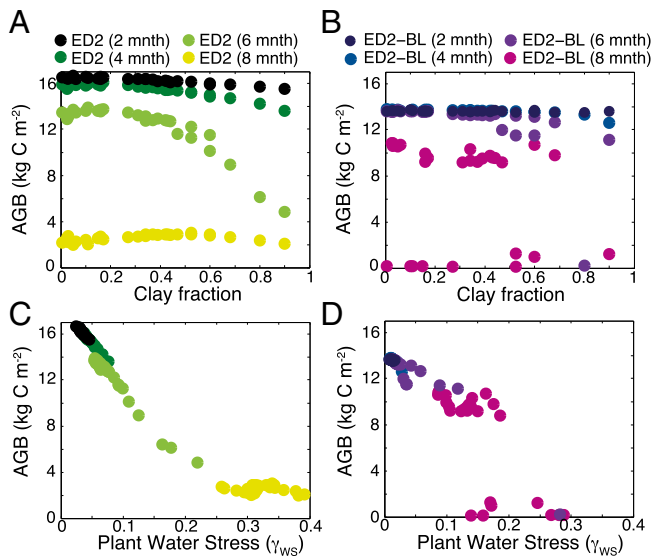 A
B
ED2 (2 mnth) ED2 (6 mnth)
ED2 (4 mnth) ED2 (8 mnth)
ED2-BL (2 mnth) ED2-BL (6 mnth)
ED2-BL (4 mnth) ED2-BL (8 mnth)
AGB (kg C m-2)
16
12
8
4
0
0 0.2 0.4 0.6 0.8 1
Clay fraction
AGB (kg C m-2)
16
12
8
4
0
0 0.2 0.4 0.6 0.8 1
Clay fraction
C
D
AGB (kg C m-2)
16
12
8
4
0
0 0.1 0.2 0.3 0.4
Plant Water Stress (γWS)
AGB (kg C m-2)
16
12
8
4
0
0 0.1 0.2 0.3 0.4
Plant Water Stress (γWS)